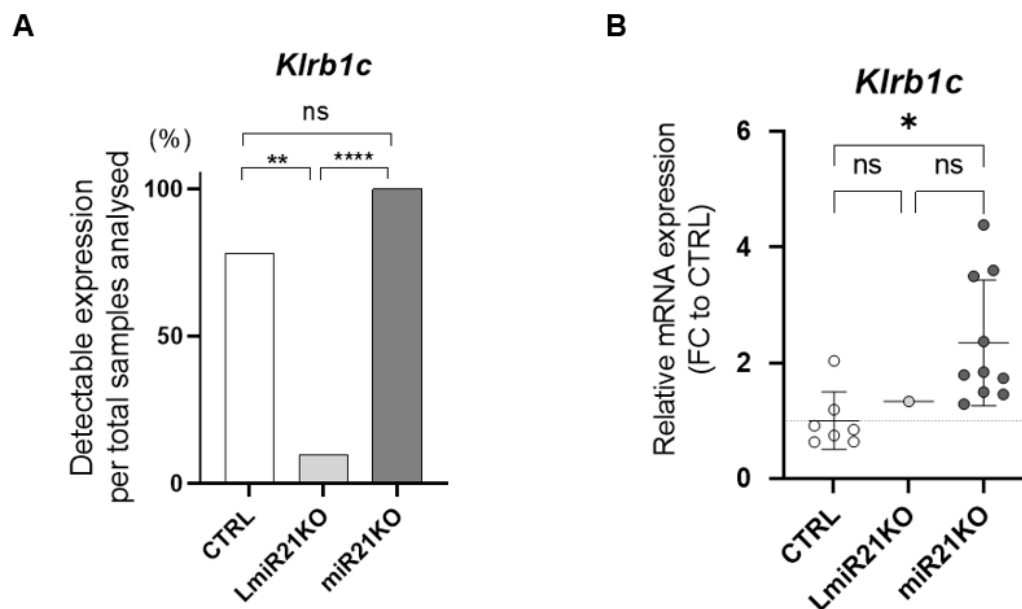 A
Klrb1c
ns
(%)
** ****
Detectable expression
per total samples analysed
100
50
0
CTRL
LmiR21KO
miR21KO
B
Klrb1c
*
ns ns
Relative mRNA expression
(FC to CTRL)
6
4
2
0
CTRL
LmiR21KO
miR21KO